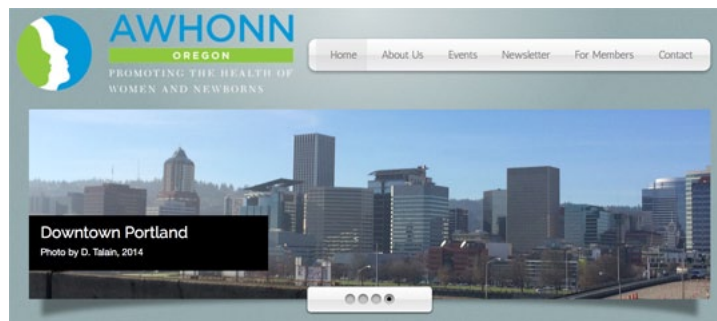 AWHONN
OREGON
PROMOTING THE HEALTH OF
WOMEN AND NEWBORNS
Home About Us Events Newsletter For Members Contact
Downtown Portland
Photo by D. Talain, 2014